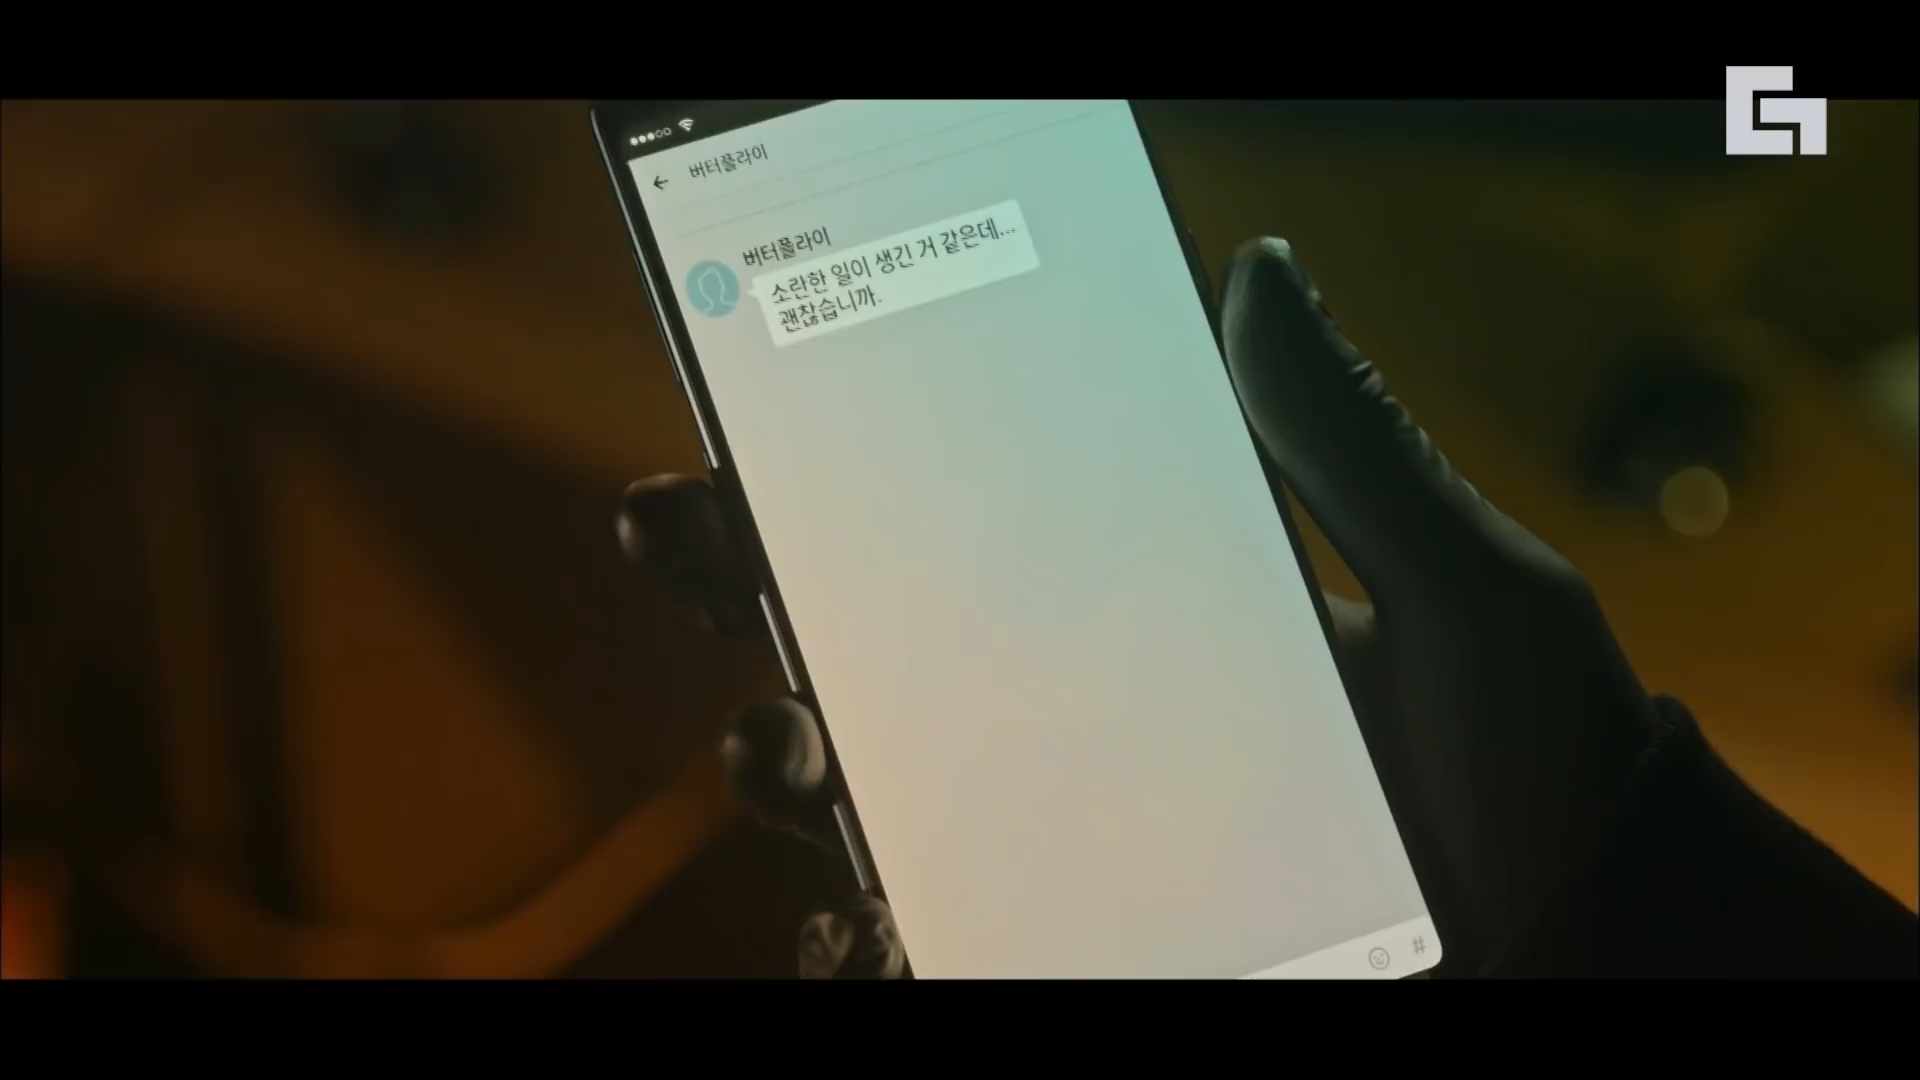 버터플라이
버터플라이
소란한 일이 생긴 거 같은데...
괜찮습니까.
#